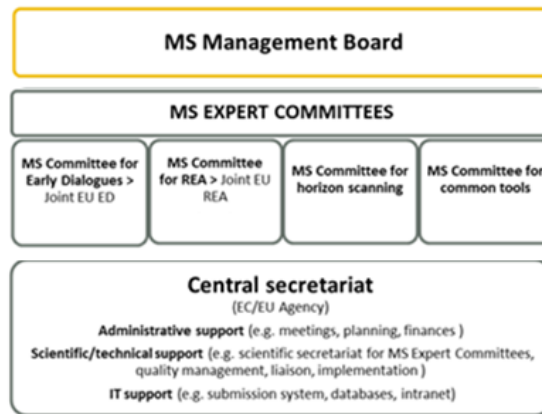 MS Management Board
MS EXPERT COMMITTEES
MS Committee for
Early Dialogues >
Joint EU ED
MS Committee
for REA > Joint EU
REA
MS Committee for
horizon scanning
MS Committee for
common tools
Central secretariat
(EC/EU Agency)
Administrative support (e.g. meetings, planning, finances )
Scientific/technical support (e.g. scientific secretariat for MS Expert Committees,
quality management, liaison, implementation )
IT support (e.g. submission system, databases, intranet)